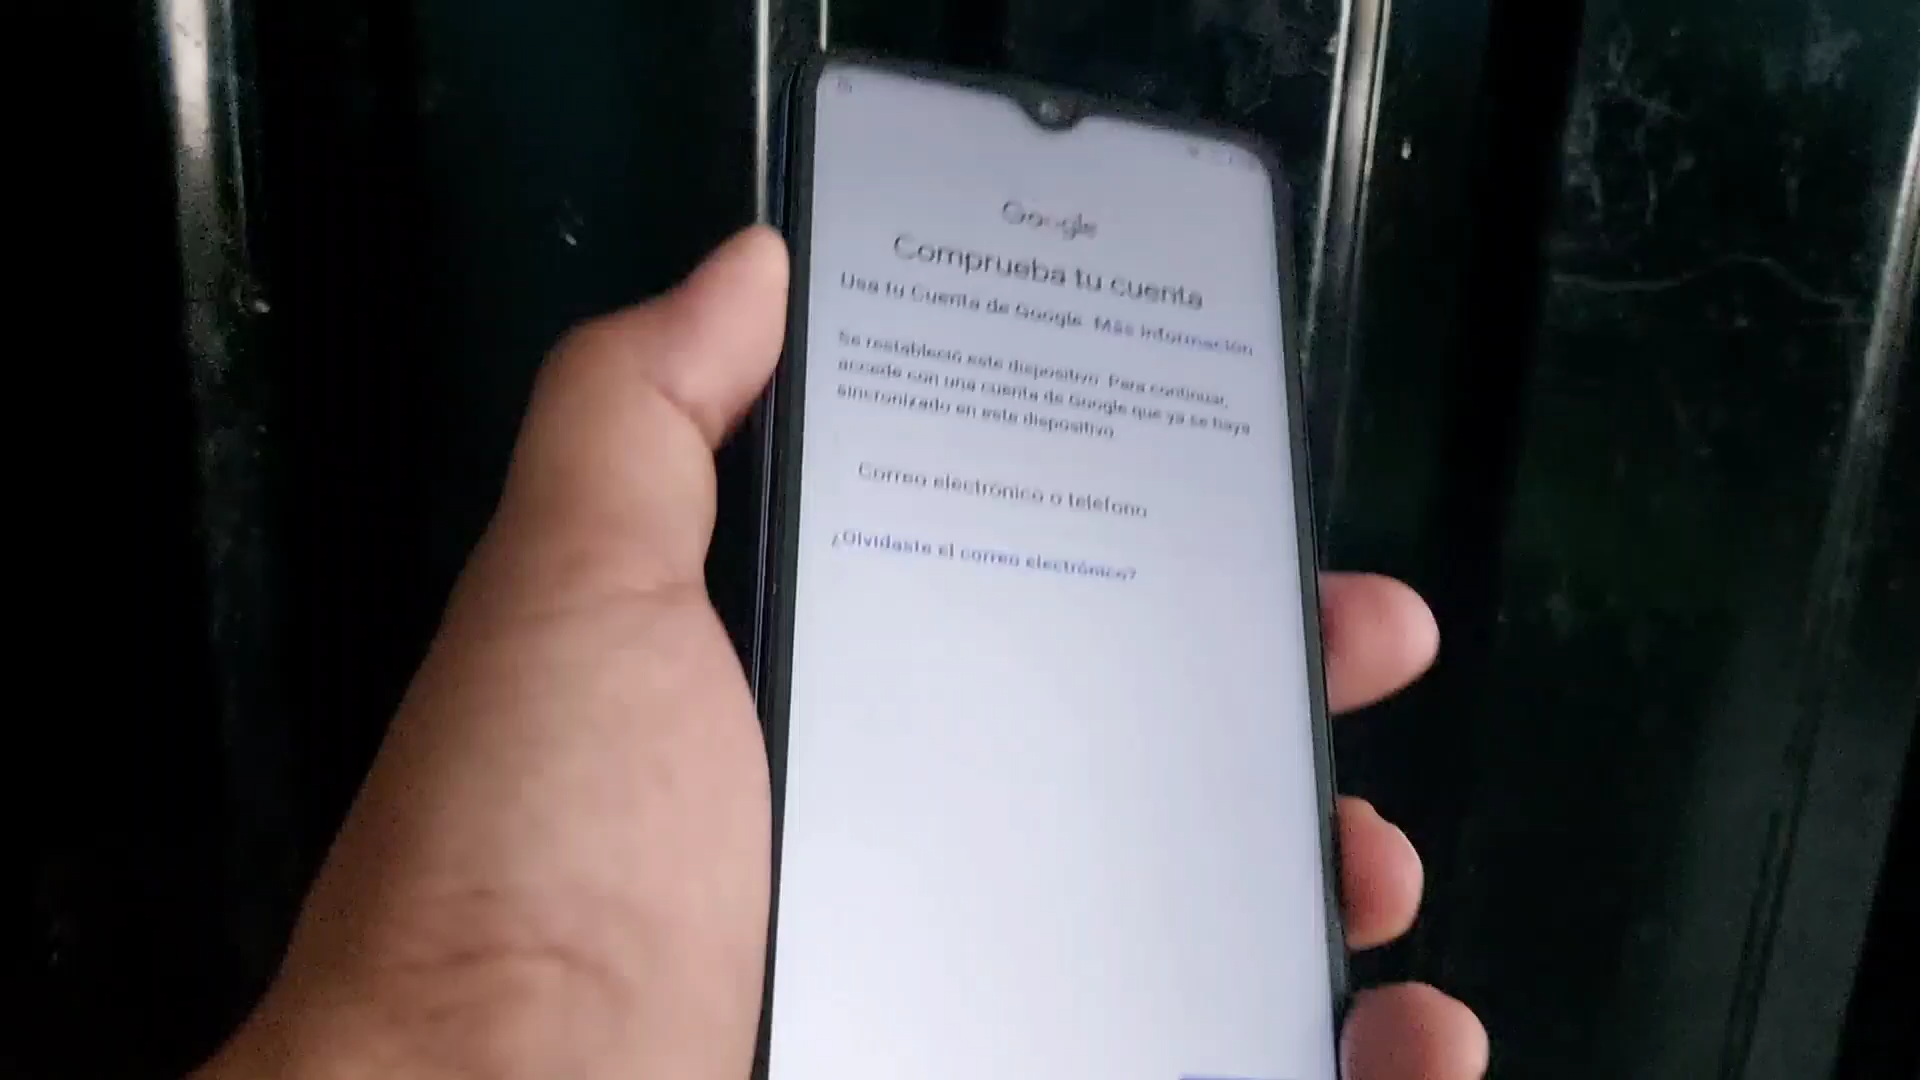 Google
Comprueba tu cuenta
Usa tu Cuenta de Google. Más información
Se restableció este dispositivo. Para continuar,
accede con una cuenta de Google que ya se haya
sincronizado en este dispositivo.
Correo electrónico o teléfono
¿Olvidaste el correo electrónico?